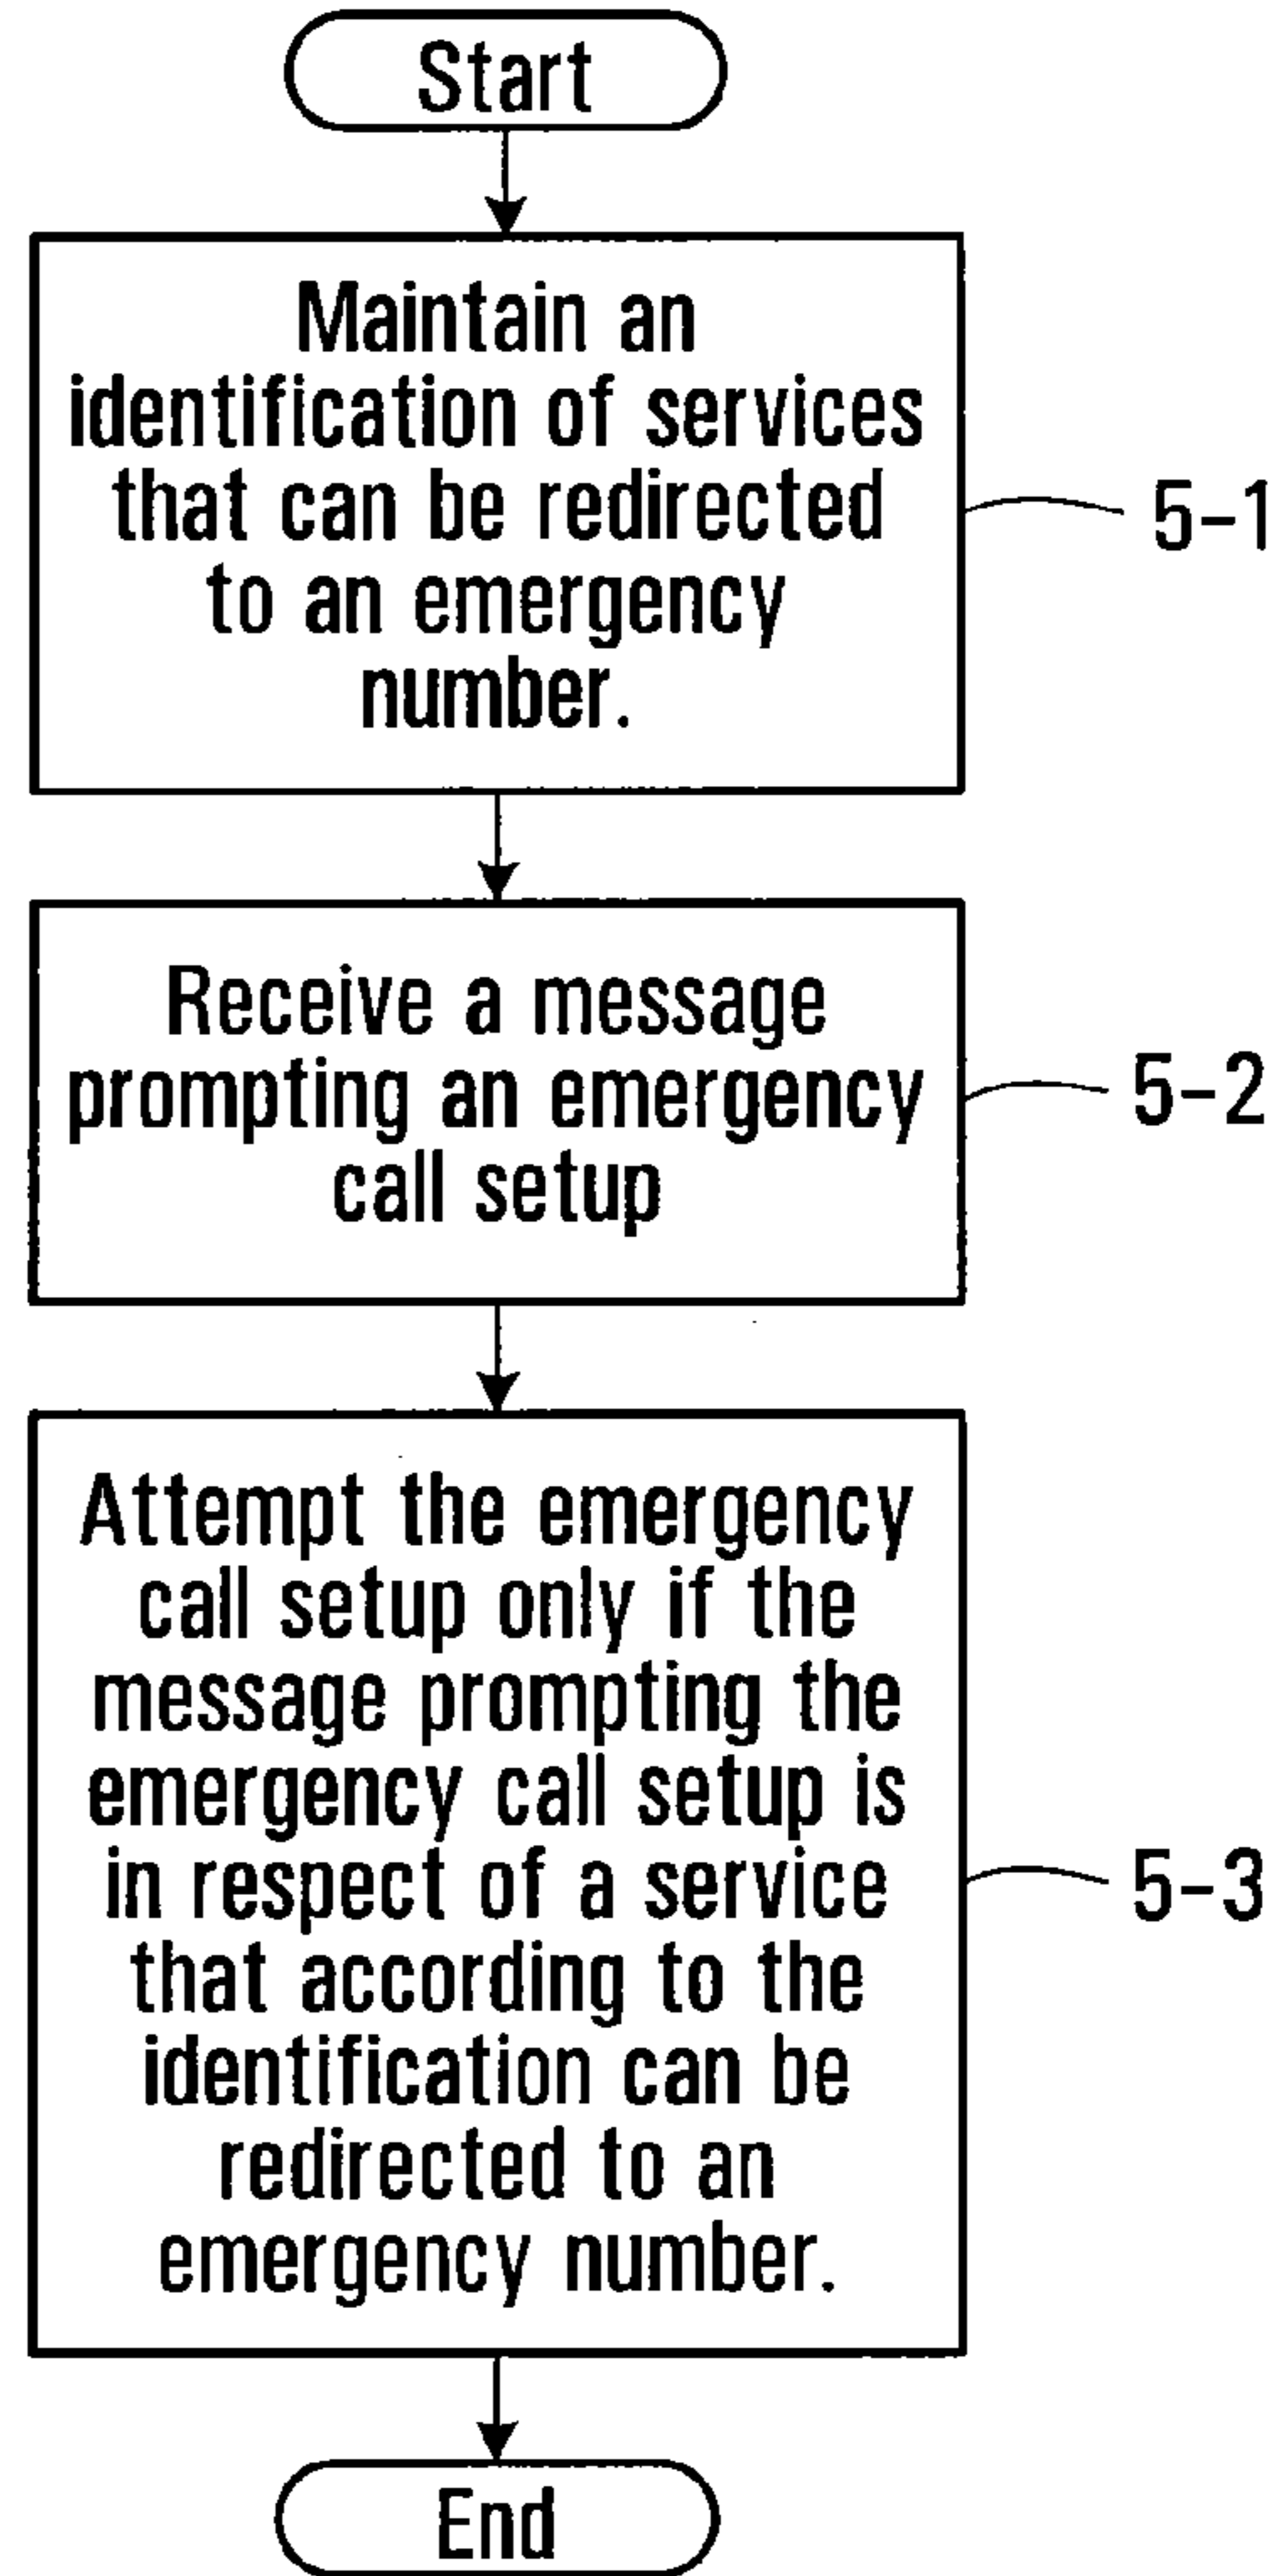 Start
Maintain an
identification of services
that can be redirected
to an emergency
number.
5-1
Receive a message
prompting an emergency
call setup
5-2
Attempt the emergency
call setup only if the
message prompting the
emergency call setup is
in respect of a service
that according to the
identification can be
redirected to an
emergency number.
5-3
End